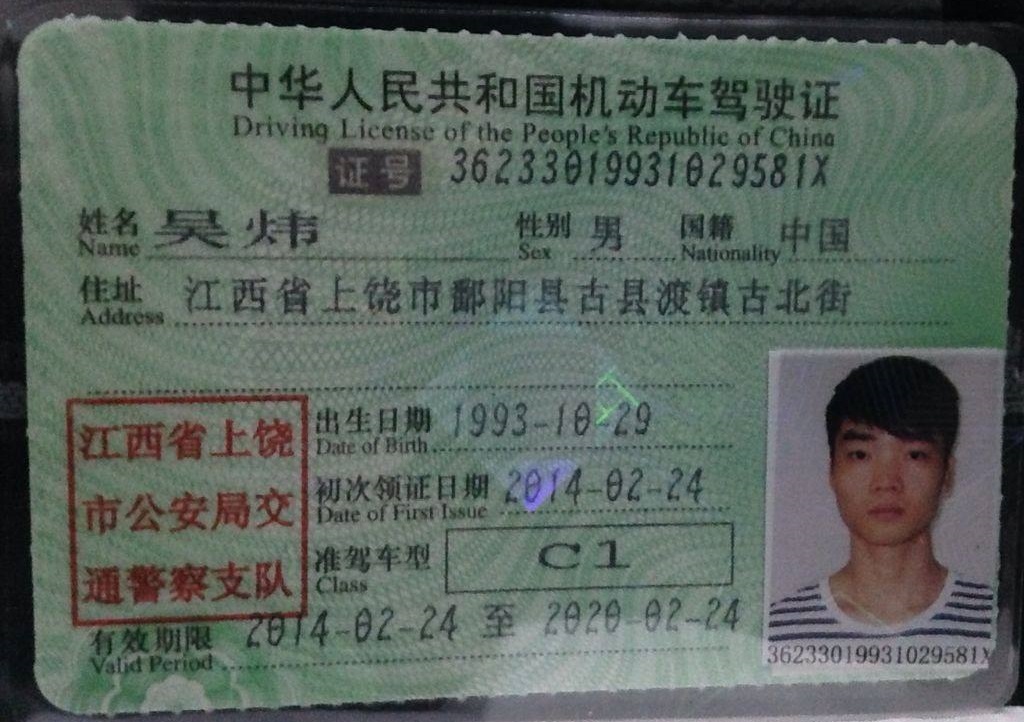 中华人民共和国机动车驾驶证
Driving License of the People's Republic of China
证号 36233019931029581X
姓名 吴炜 性别 男 国籍 中国
Name Sex Nationality
住址 江西省上饶市鄱阳县古县渡镇古北街
Address
江西省上饶
市公安局交
通警察支队
出生日期 1993-10-29
Date of Birth
初次领证日期 2014-02-24
Date of First Issue
准驾车型 C1
Class
有效期限 2014-02-24 至 2020-02-24
Valid Period
36233019931029581X